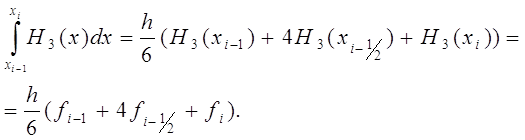 ∫_{x_{i-1}}^{x_i} H_3(x)dx = h/6 (H_3(x_{i-1}) + 4H_3(x_{i-1/2}) + H_3(x_i)) =
= h/6 (f_{i-1} + 4f_{i-1/2} + f_i).